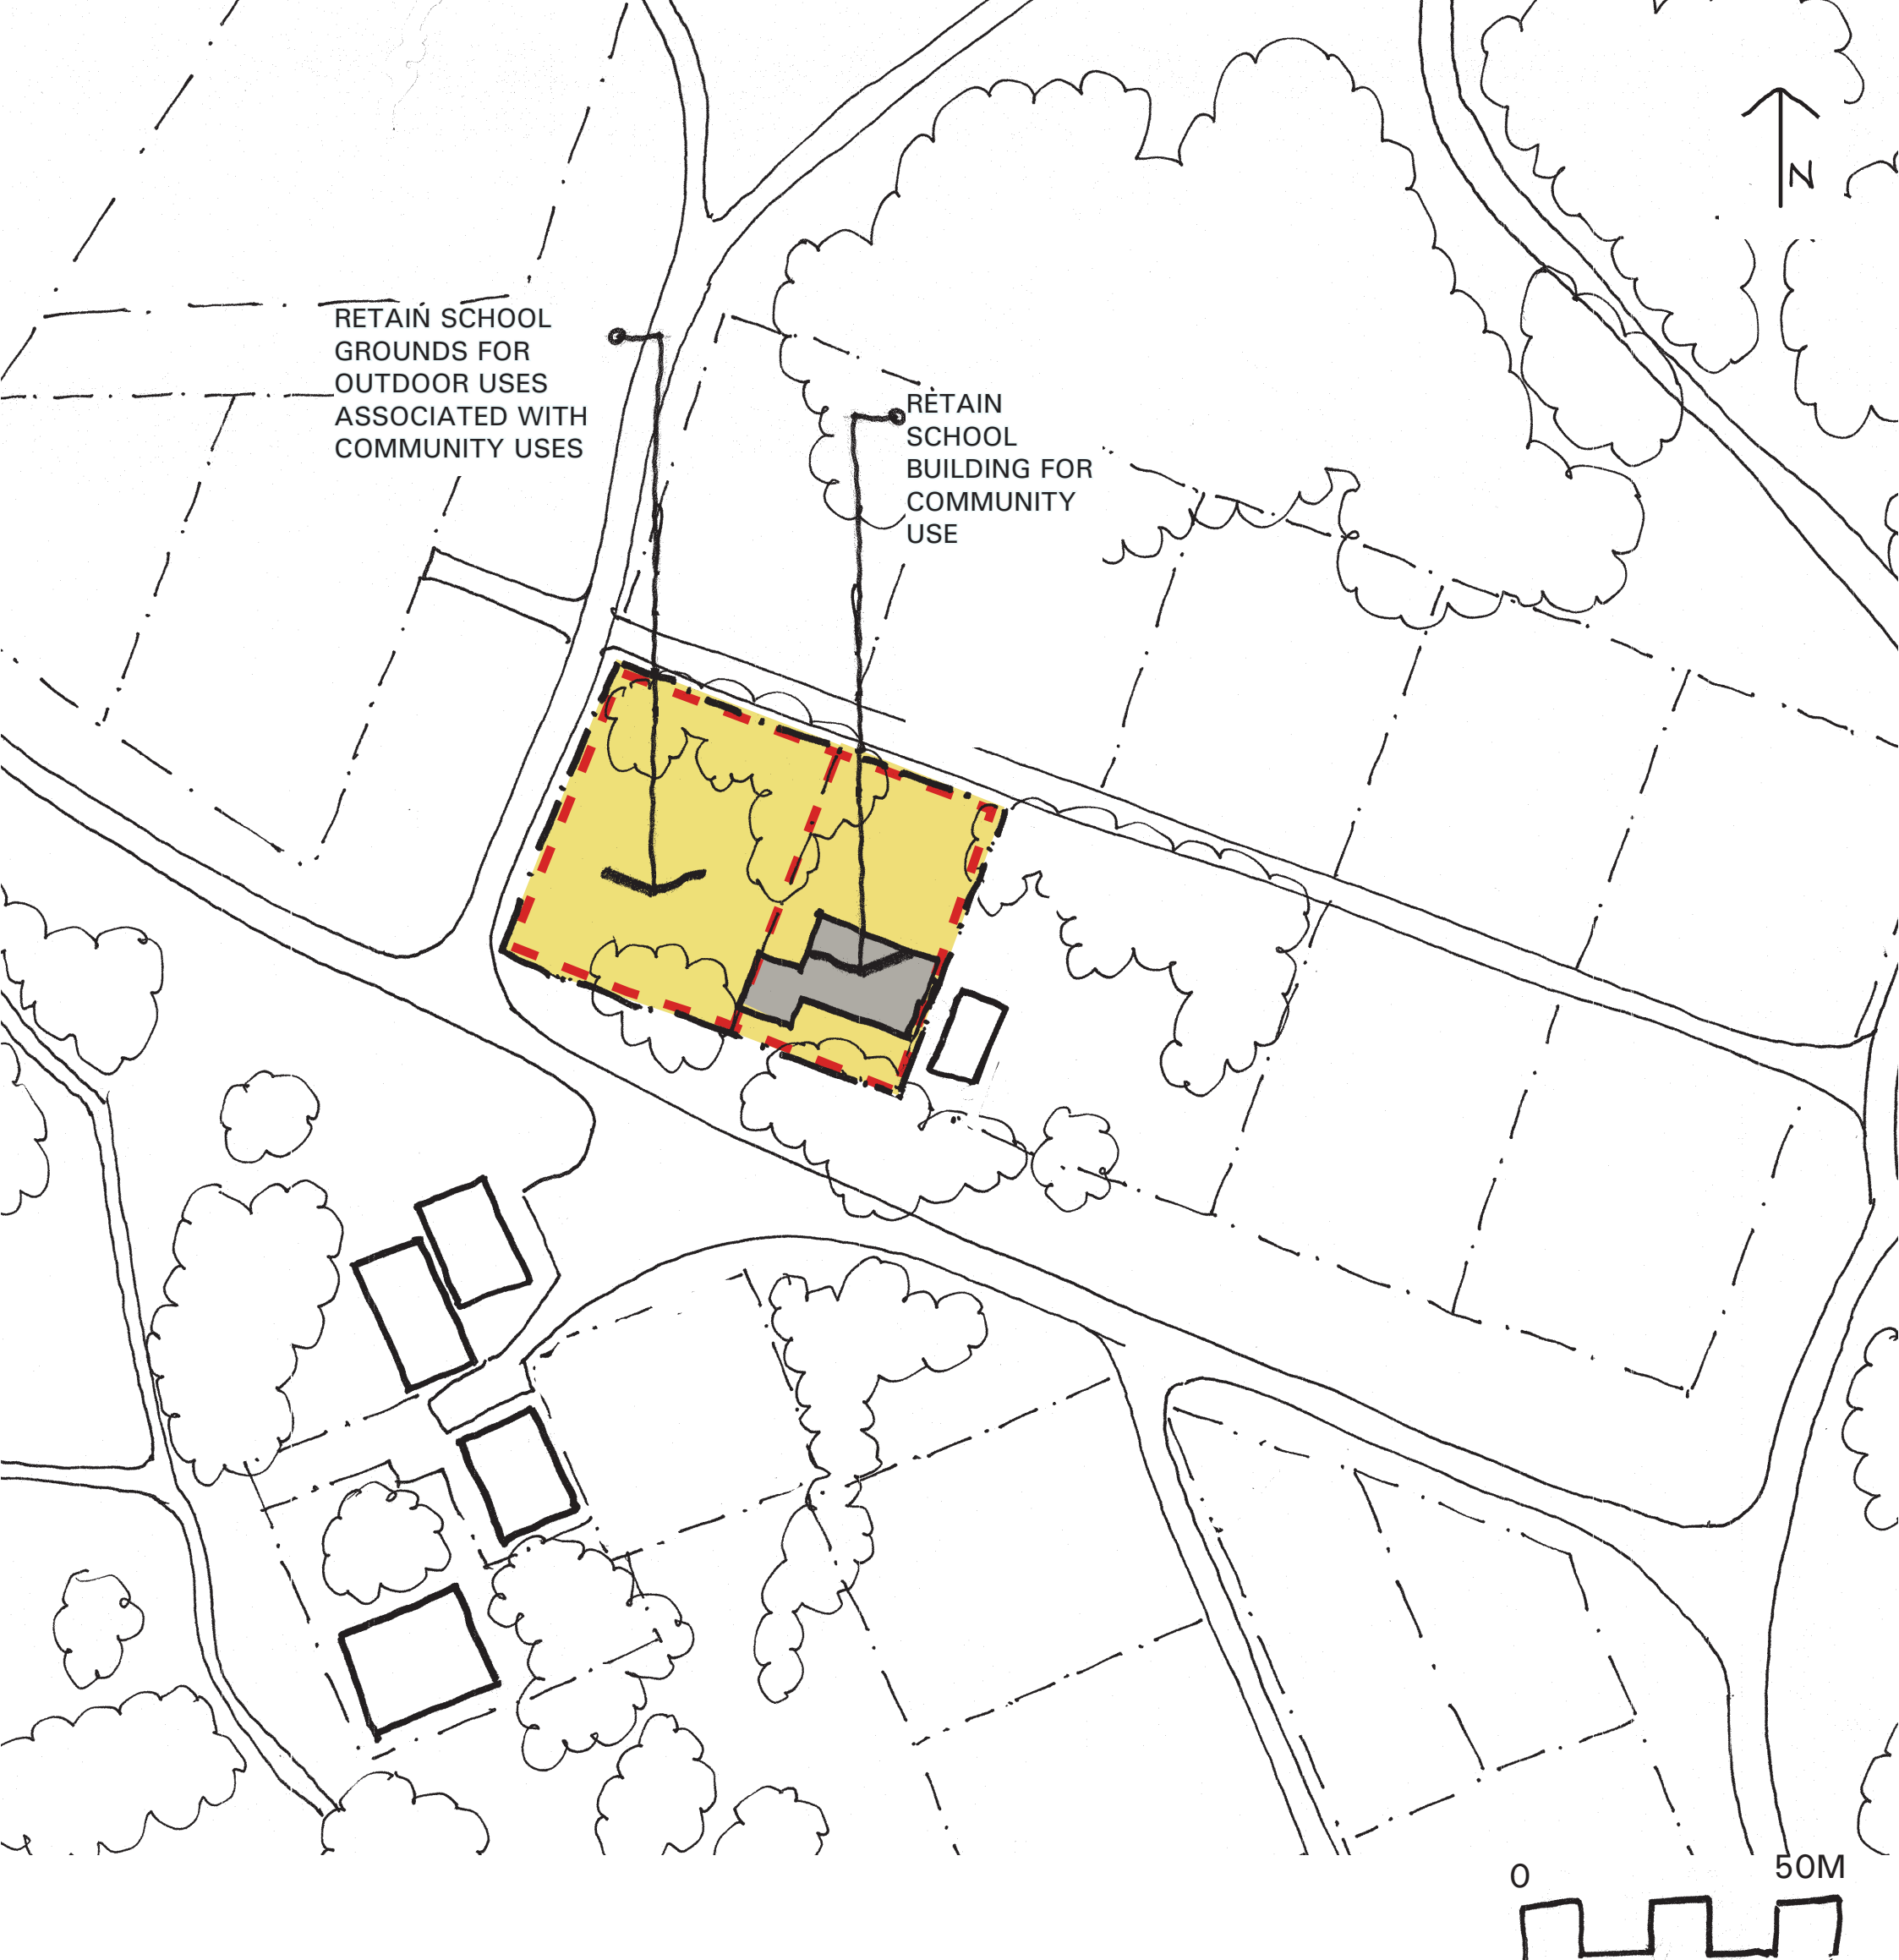 N
RETAIN SCHOOL
GROUNDS FOR
OUTDOOR USES
ASSOCIATED WITH
COMMUNITY USES
RETAIN
SCHOOL
BUILDING FOR
COMMUNITY
USE
0
50M